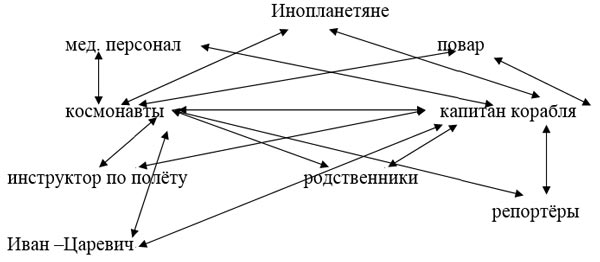 Инопланетяне
мед. персонал повар
космонавты капитан корабля
инструктор по полёту родственники
репортёры
Иван –Царевич